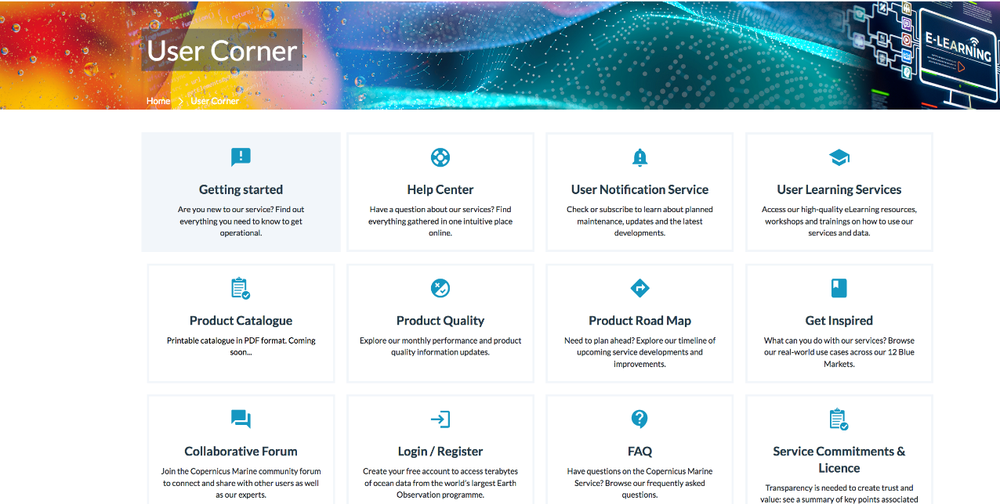 User Corner
E-LEARNING
Home > User Corner
Getting started
Are you new to our service? Find out
everything you need to know to get
operational.
Help Center
Have a question about our services? Find
everything gathered in one intuitive place
online.
User Notification Service
Check or subscribe to learn about planned
maintenance, updates and the latest
developments.
User Learning Services
Access our high-quality eLearning resources,
workshops and trainings on how to use our
services and data.
Product Catalogue
Printable catalogue in PDF format. Coming
soon...
Product Quality
Explore our monthly performance and product
quality information updates.
Product Road Map
Need to plan ahead? Explore our timeline of
upcoming service developments and
improvements.
Get Inspired
What can you do with our services? Browse
our real-world use cases across our 12 Blue
Markets.
Collaborative Forum
Join the Copernicus Marine community forum
to connect and share with other users as well
as our experts.
Login / Register
Create your free account to access terabytes
of ocean data from the world's largest Earth
Observation programme.
FAQ
Have questions on the Copernicus Marine
Service? Browse our frequently asked
questions.
Service Commitments &
Licence
Transparency is needed to create trust and
value: see a summary of key points associated